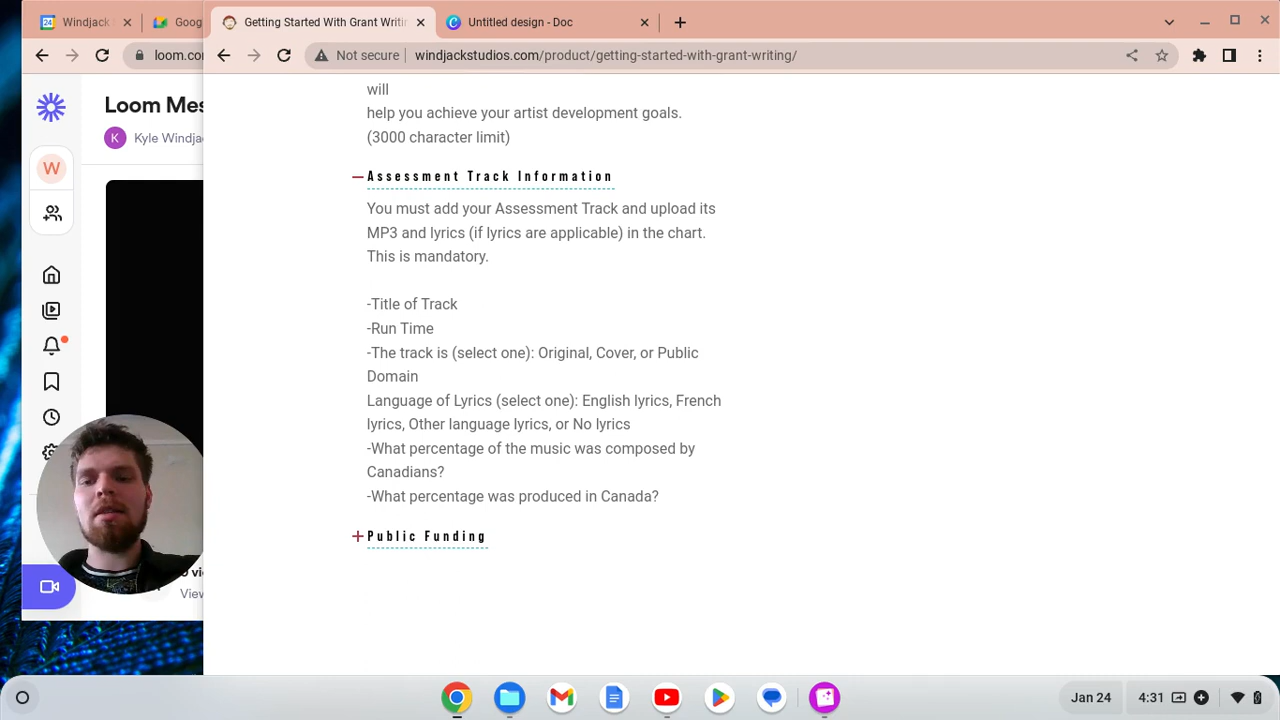 Windjack
Goog
Getting Started With Grant Writin
Untitled design - Doc
loom.co
Not secure
windjackstudios.com/product/getting-started-with-grant-writing/
Loom Mes
K
Kyle Windja
W
will
help you achieve your artist development goals.
(3000 character limit)
Assessment Track Information
You must add your Assessment Track and upload its
MP3 and lyrics (if lyrics are applicable) in the chart.
This is mandatory.
-Title of Track
-Run Time
-The track is (select one): Original, Cover, or Public
Domain
Language of Lyrics (select one): English lyrics, French
lyrics, Other language lyrics, or No lyrics
-What percentage of the music was composed by
Canadians?
-What percentage was produced in Canada?
Public Funding
View
Jan 24
4:31